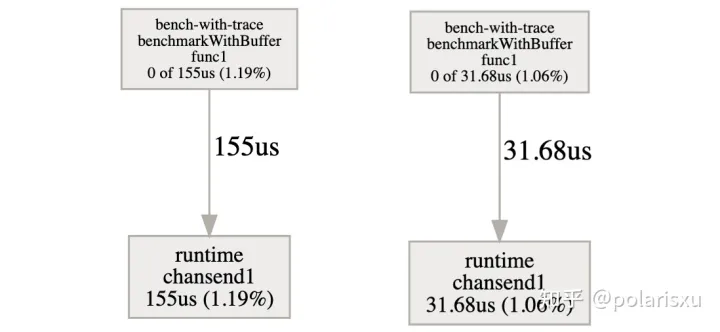 bench-with-trace
benchmarkWithBuffer
func1
0 of 155us (1.19%)
155us
runtime
chansend1
155us (1.19%)
bench-with-trace
benchmarkWithBuffer
func1
0 of 31.68us (1.06%)
31.68us
runtime
chansend1
31.68us (1.06%)
知乎 @polarisxu